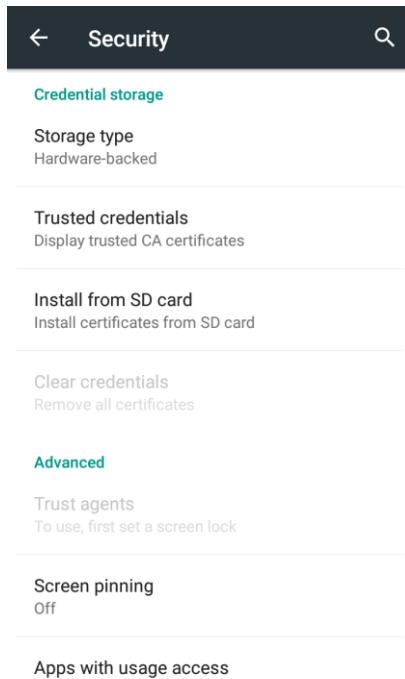 Security
Credential storage
Storage type
Hardware-backed
Trusted credentials
Display trusted CA certificates
Install from SD card
Install certificates from SD card
Clear credentials
Remove all certificates
Advanced
Trust agents
To use, first set a screen lock
Screen pinning
Off
Apps with usage access